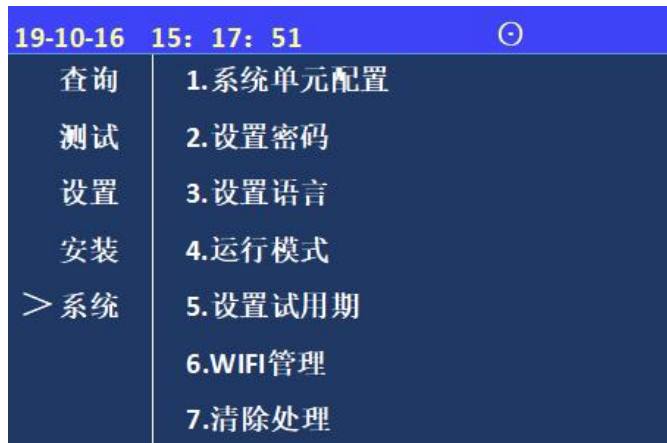 19-10-16 15：17：51
查询 1.系统单元配置
测试 2.设置密码
设置 3.设置语言
安装 4.运行模式
＞系统 5.设置试用期
6.WIFI管理
7.清除处理